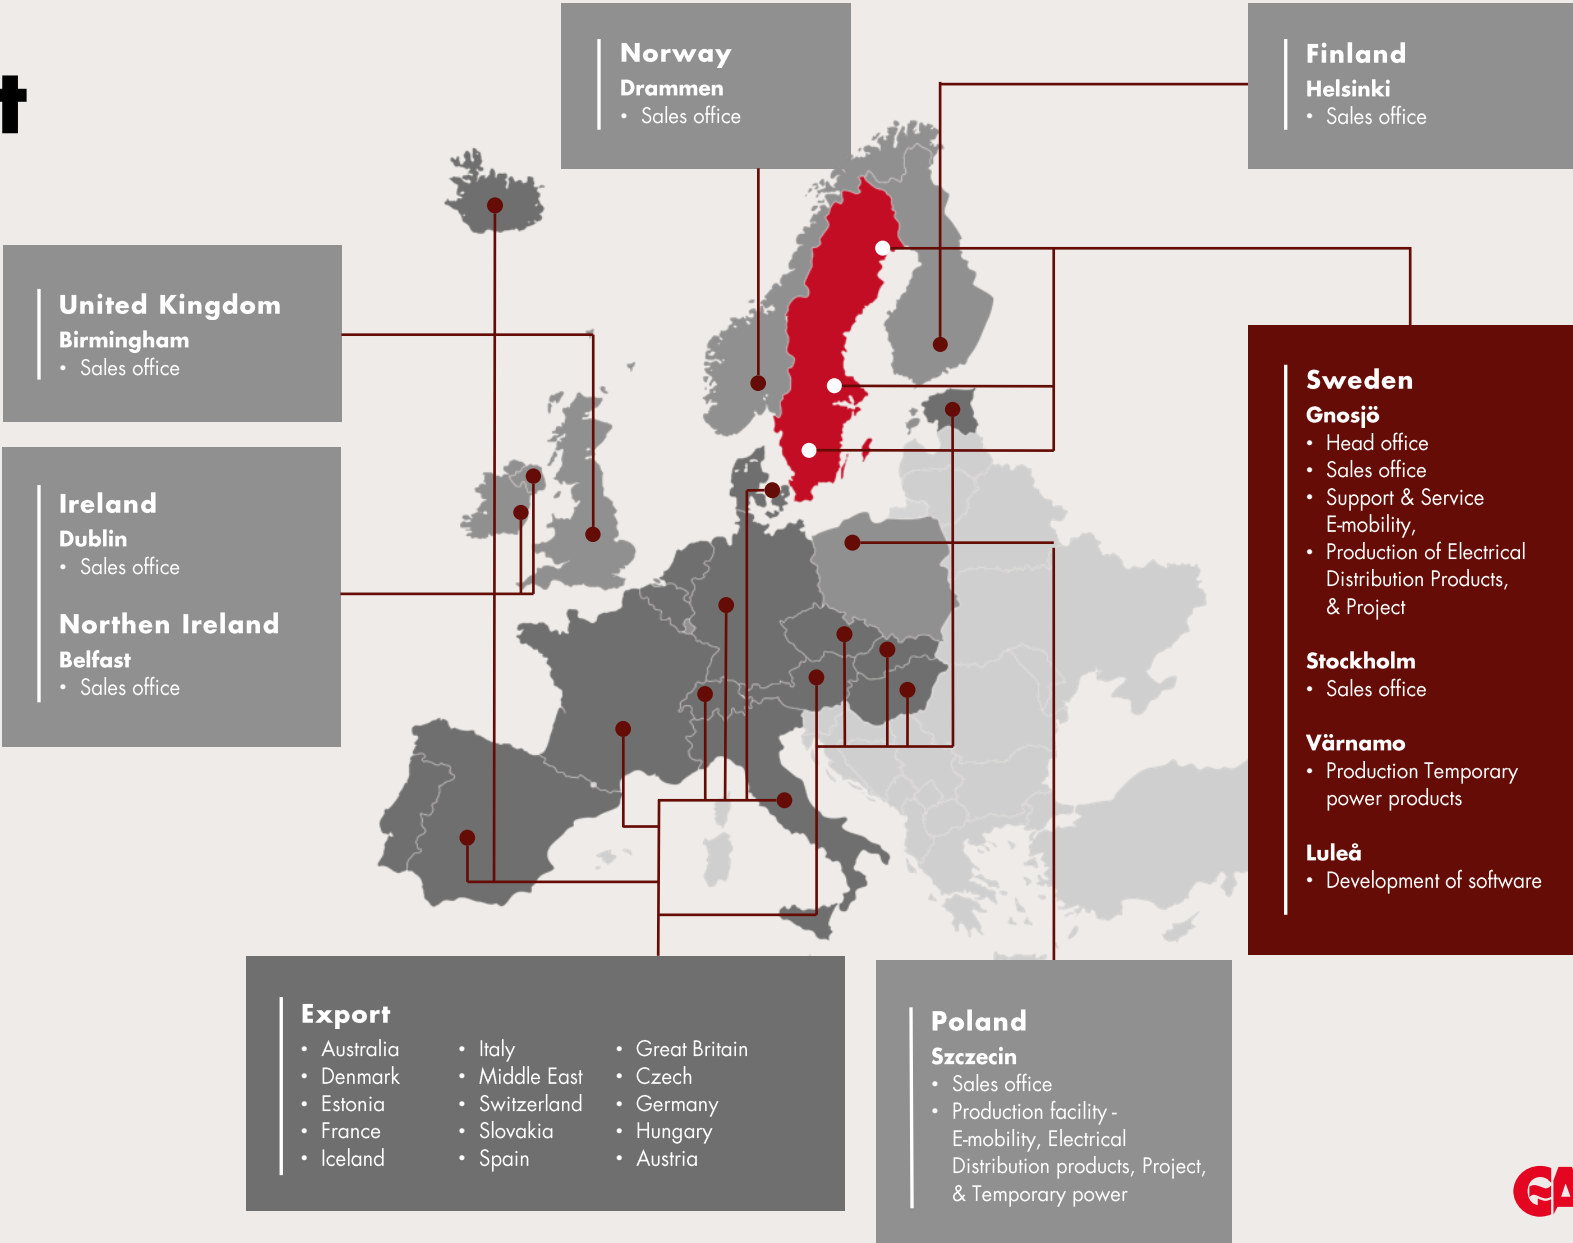 t
Norway
Drammen
• Sales office
Finland
Helsinki
• Sales office
United Kingdom
Birmingham
• Sales office
Ireland
Dublin
• Sales office
Northen Ireland
Belfast
• Sales office
Sweden
Gnosjö
• Head office
• Sales office
• Support & Service
E-mobility,
• Production of Electrical
Distribution Products,
& Project
Stockholm
• Sales office
Värnamo
• Production Temporary
power products
Luleå
• Development of software
Export
• Australia
• Denmark
• Estonia
• France
• Iceland
• Italy
• Middle East
• Switzerland
• Slovakia
• Spain
• Great Britain
• Czech
• Germany
• Hungary
• Austria
Poland
Szczecin
• Sales office
• Production facility -
E-mobility, Electrical
Distribution products, Project,
& Temporary power